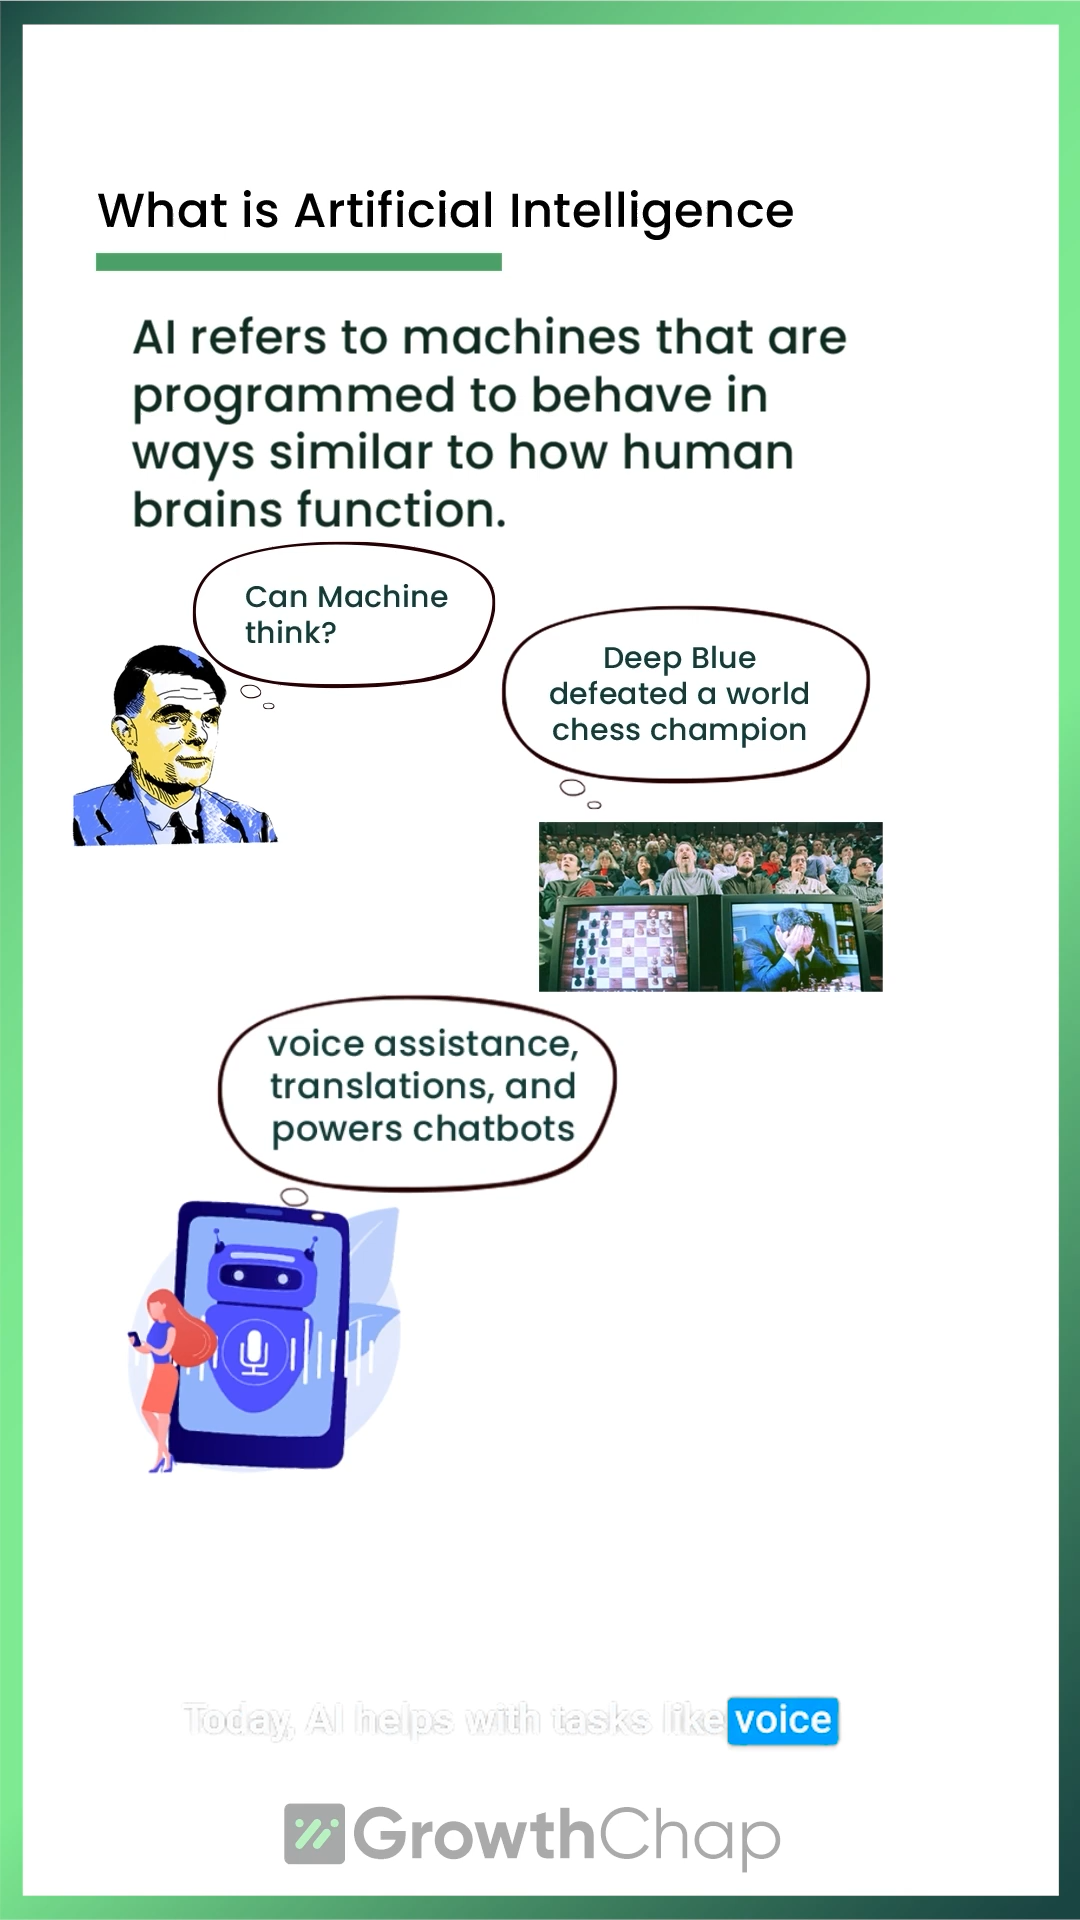 What is Artificial Intelligence
AI refers to machines that are
programmed to behave in
ways similar to how human
brains function.
Can Machine
think?
Deep Blue
defeated a world
chess champion
voice assistance,
translations, and
powers chatbots
Today, AI helps with tasks like voice
GrowthChap